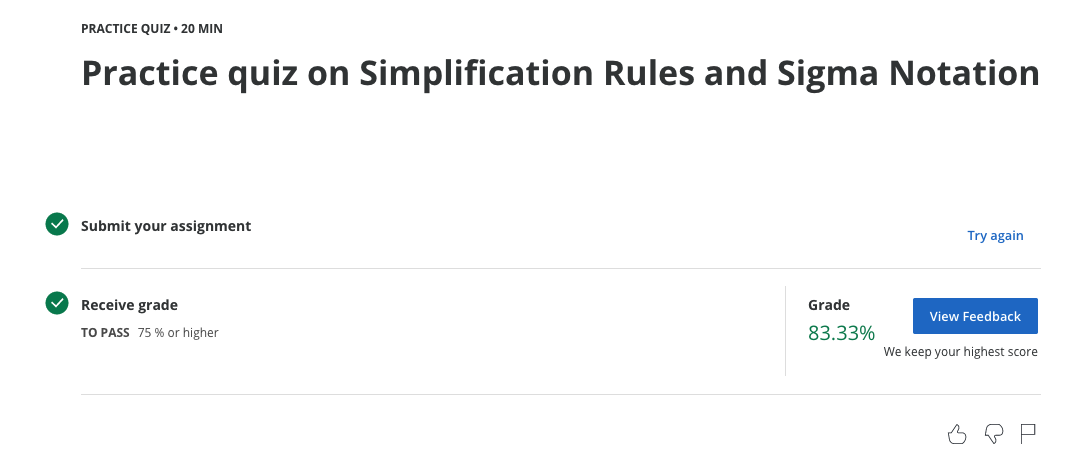 PRACTICE QUIZ • 20 MIN
Practice quiz on Simplification Rules and Sigma Notation
Submit your assignment
Try again
Receive grade
TO PASS 75 % or higher
Grade
83.33%
View Feedback
We keep your highest score